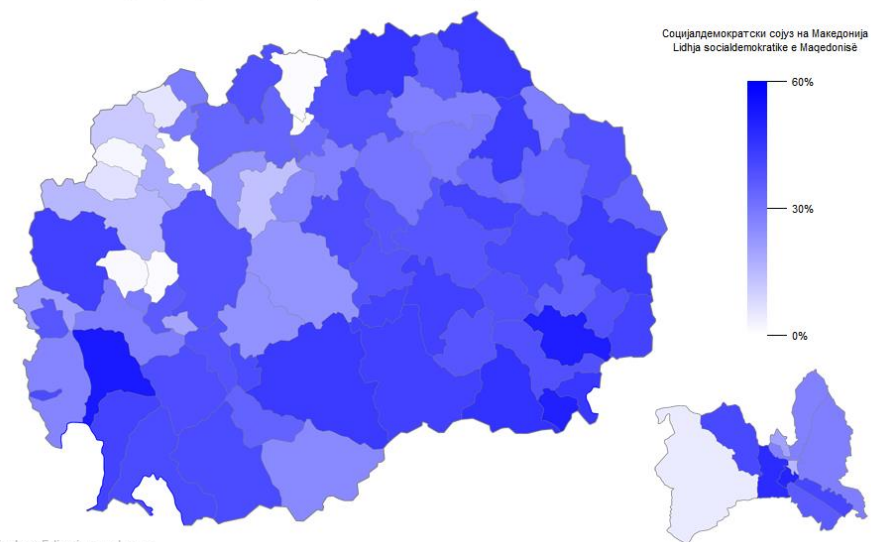 Социјалдемократски сојуз на Македонија
Lidhja socialdemokratike e Maqedonisë
60%
30%
0%